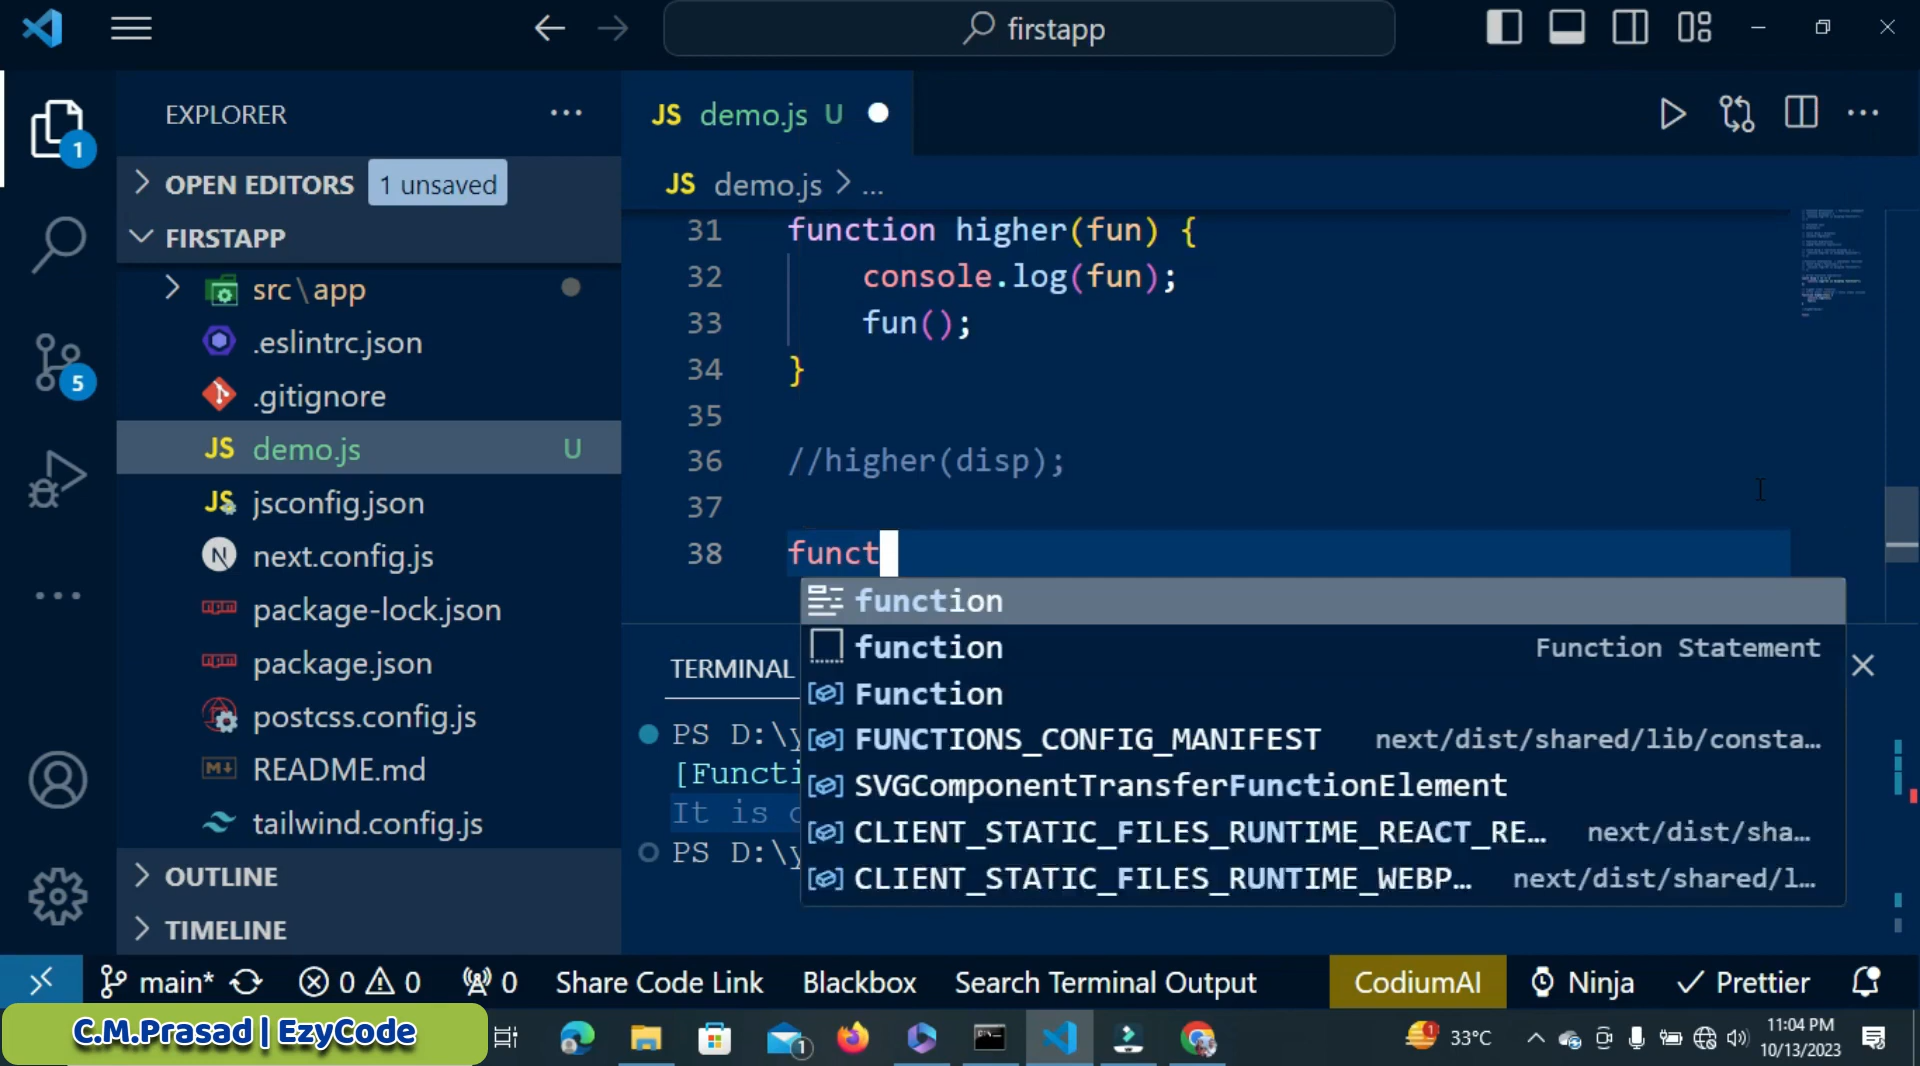 firstapp
EXPLORER
OPEN EDITORS 1 unsaved
FIRSTAPP
src\app
.eslintrc.json
.gitignore
JS demo.js U
JS jsconfig.json
N next.config.js
package-lock.json
package.json
postcss.config.js
M↓ README.md
tailwind.config.js
OUTLINE
TIMELINE
1
5
JS demo.js U
JS demo.js > ...
31 function higher(fun) {
32 console.log(fun);
33 fun();
34 }
35
36 //higher(disp);
37
38 funct
function
function Function Statement
Function
FUNCTIONS_CONFIG_MANIFEST next/dist/shared/lib/consta...
SVGComponentTransferFunctionElement
CLIENT_STATIC_FILES_RUNTIME_REACT_RE... next/dist/sha...
CLIENT_STATIC_FILES_RUNTIME_WEBP... next/dist/shared/l...
TERMINAL
PS D:\
[Functi
It is
PS D:\
main* 0 0 0 Share Code Link Blackbox Search Terminal Output CodiumAI Ninja Prettier
C.M.Prasad | EzyCode
1
1 33°C
11:04 PM
10/13/2023